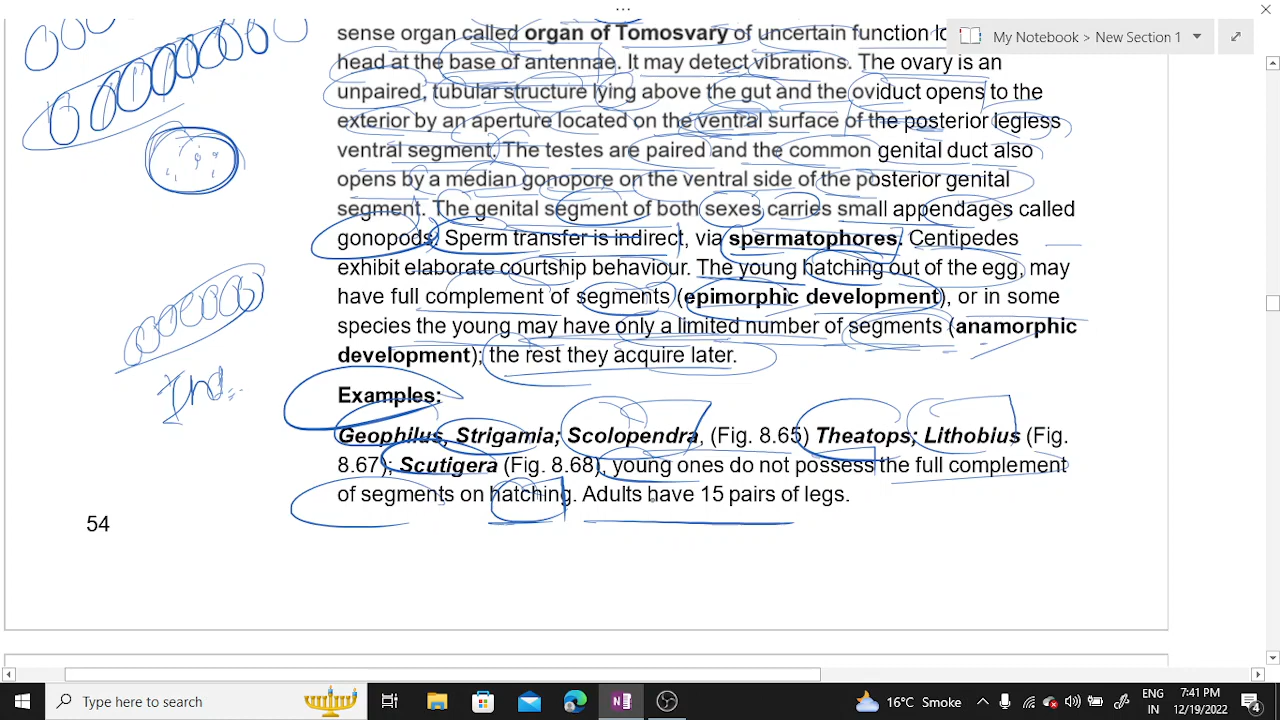 ...
My Notebook > New Section 1
sense organ called organ of Tomosvary of uncertain function
head at the base of antennae. It may detect vibrations. The ovary is an
unpaired, tubular structure lying above the gut and the oviduct opens to the
exterior by an aperture located on the ventral surface of the posterior legless
ventral segment. The testes are paired and the common genital duct also
opens by a median gonopore on the ventral side of the posterior genital
segment. The genital segment of both sexes carries small appendages called
gonopods. Sperm transfer is indirect, via spermatophores. Centipedes
exhibit elaborate courtship behaviour. The young hatching out of the egg, may
have full complement of segments (epimorphic development), or in some
species the young may have only a limited number of segments (anamorphic
development); the rest they acquire later.
Examples:
Geophilus, Strigamia; Scolopendra, (Fig. 8.65) Theatops; Lithobius (Fig.
8.67); Scutigera (Fig. 8.68), young ones do not possess the full complement
of segments on hatching. Adults have 15 pairs of legs.
54
Type here to search
16°C Smoke
ENG
IN
7:41 PM
12/19/2022
4